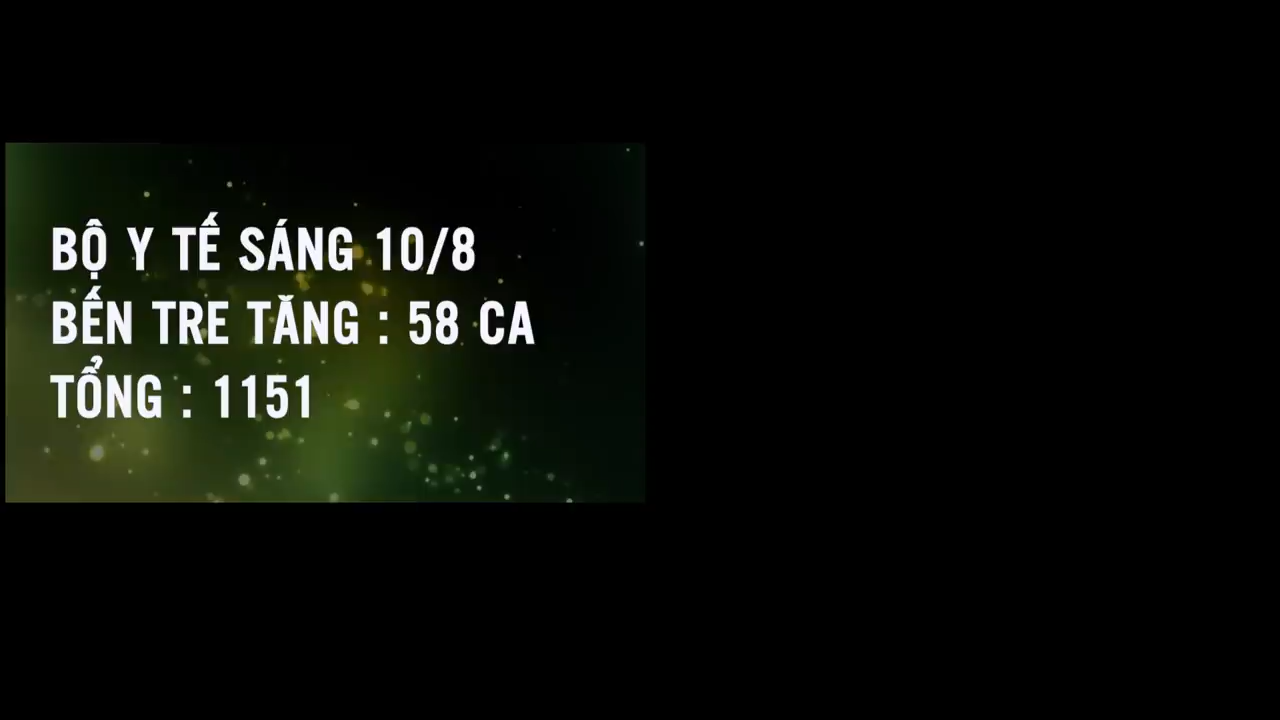 BỘ Y TẾ SÁNG 10/8
BẾN TRE TĂNG : 58 CA
TỔNG : 1151